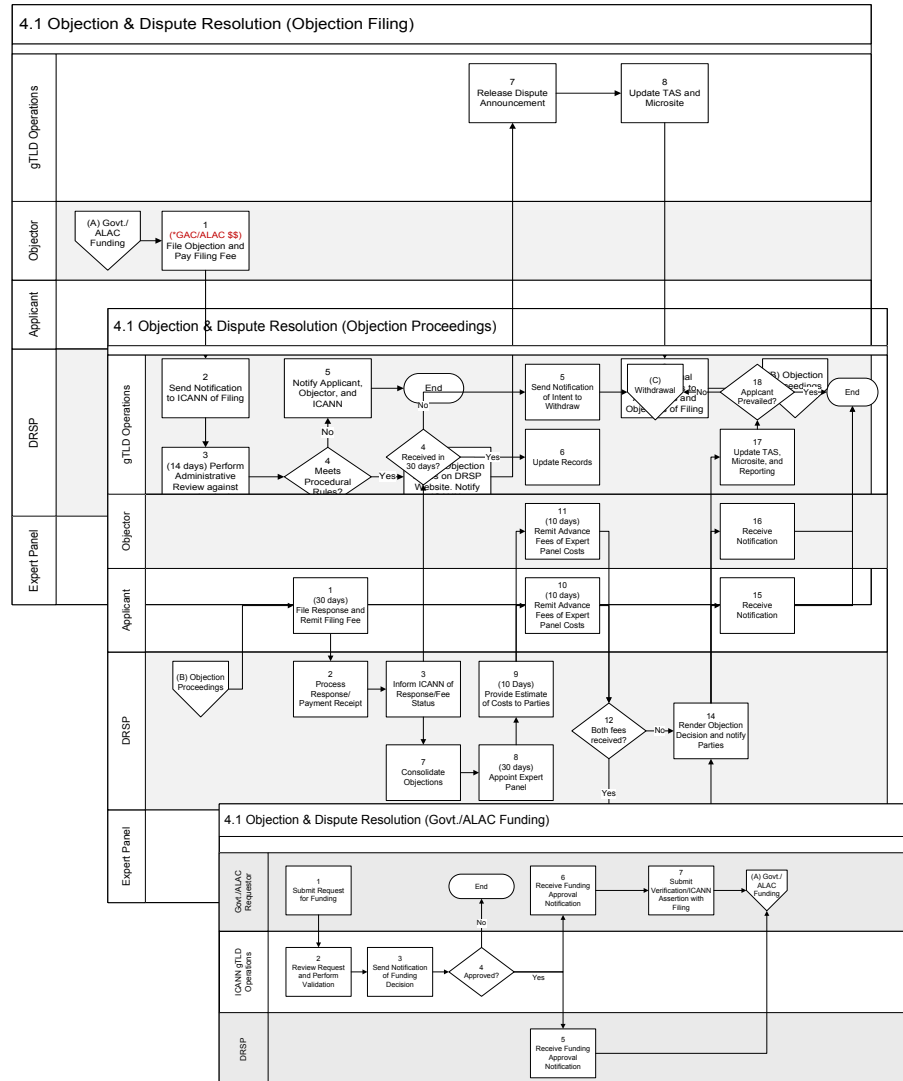 4.1 Objection & Dispute Resolution (Objection Filing)
gTLD Operations
7
Release Dispute
Announcement
8
Update TAS and
Microsite
Objector
(A) Govt./
ALAC
Funding
1
(*GAC/ALAC $$)
File Objection and
Pay Filing Fee
Applicant
DRSP
Expert Panel
4.1 Objection & Dispute Resolution (Objection Proceedings)
gTLD Operations
2
Send Notification
to ICANN of Filing
3
(14 days) Perform
Administrative
Review against
5
Notify Applicant,
Objector, and
ICANN
No
4
Meets
Procedural
Rules?
Yes
End
No
4
Received in
30 days?
Objection
on DRSP
Website. Notify
Yes
5
Send Notification
of Intent to
Withdraw
6
Update Records
(C)
Withdrawal
to
and
of Filing
No
(B) Objection
18
Applcant
Prevailed?
Yes
End
17
Update TAS,
Microsite, and
Reporting
Objector
11
(10 days)
Remit Advance
Fees of Expert
Panel Costs
16
Receive
Notification
Applicant
1
(30 days)
File Response and
Remit Filing Fee
10
(10 days)
Remit Advance
Fees of Expert
Panel Costs
15
Receive
Notification
DRSP
(B) Objection
Proceedings
2
Process
Response/
Payment Receipt
3
Inform ICANN of
Response/Fee
Status
9
(10 Days)
Provide Estimate
of Costs to Parties
7
Consolidate
Objections
8
(30 days)
Appoint Expert
Panel
12
Both fees
received?
No
Yes
14
Render Objection
Decision and notify
Parties
Expert Panel
4.1 Objection & Dispute Resolution (Govt./ALAC Funding)
Govt./ALAC
Requestor
1
Submit Request
for Funding
End
No
6
Receive Funding
Approval
Notification
7
Submit
Verification/ICANN
Assertion with
Filing
(A) Govt./
ALAC
Funding
ICANN gTLD
Operations
2
Review Request
and Perform
Validation
3
Send Notification
of Funding
Decision
4
Approved?
Yes
DRSP
5
Receive Funding
Approval
Notification